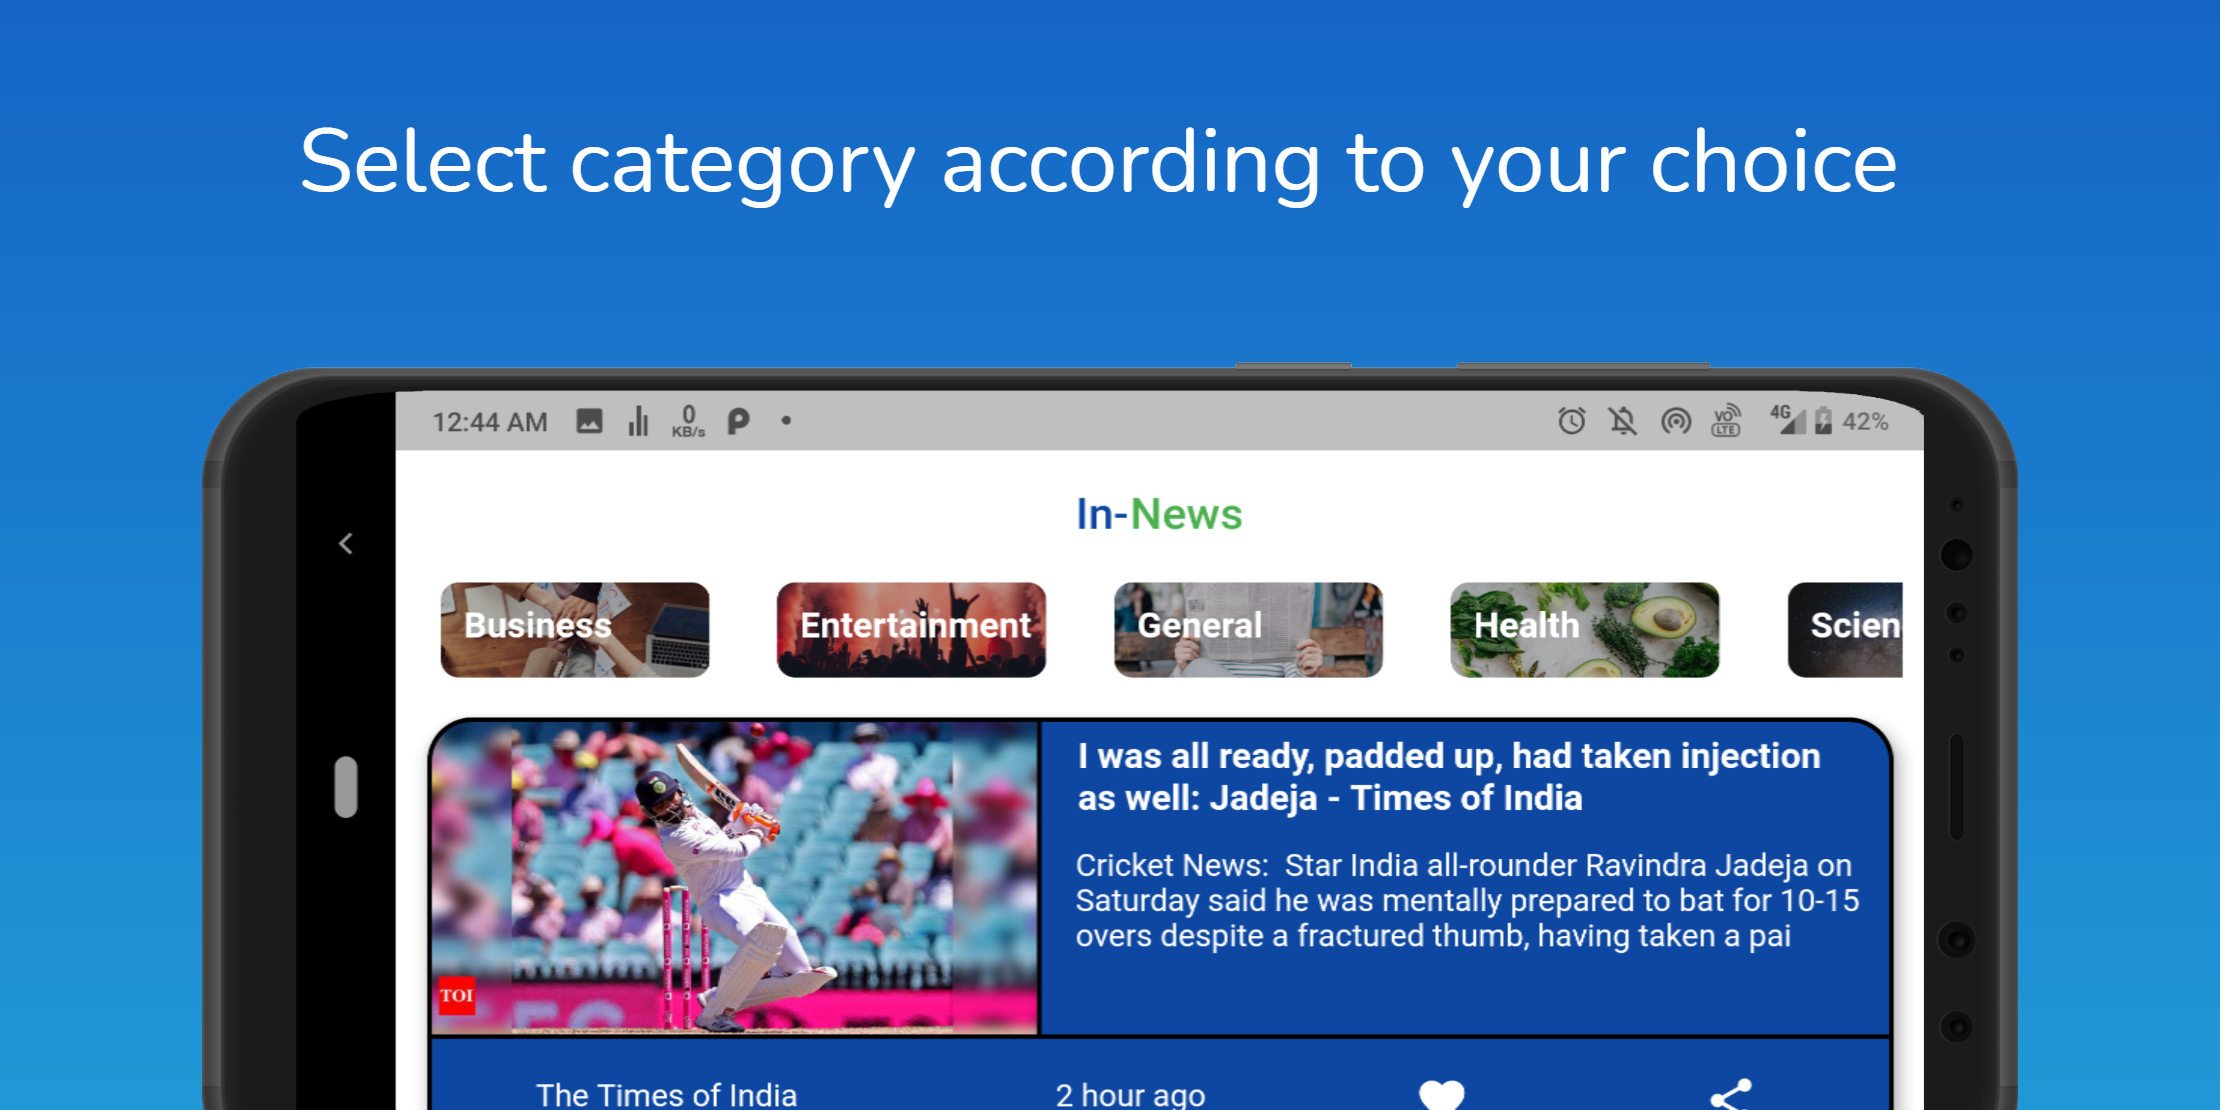 Select category according to your choice
12:44 AM 0 KB/s VO LTE 4G 42%
In-News
Business Entertainment General Health Scien
I was all ready, padded up, had taken injection
as well: Jadeja - Times of India
Cricket News:  Star India all-rounder Ravindra Jadeja on
Saturday said he was mentally prepared to bat for 10-15
overs despite a fractured thumb, having taken a pai
TOI
The Times of India 2 hour ago